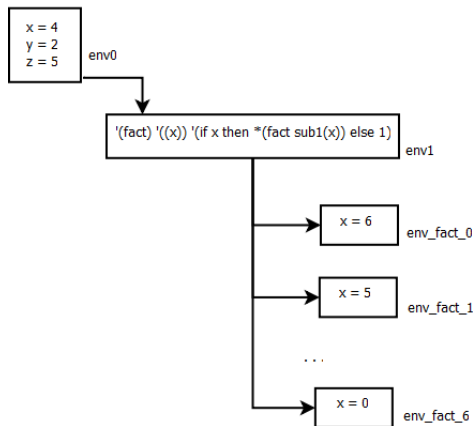 x = 4
y = 2
z = 5
env0
'(fact) '((x)) '(if x then *(fact sub1(x)) else 1)
env1
x = 6
env_fact_0
x = 5
env_fact_1
...
x = 0
env_fact_6